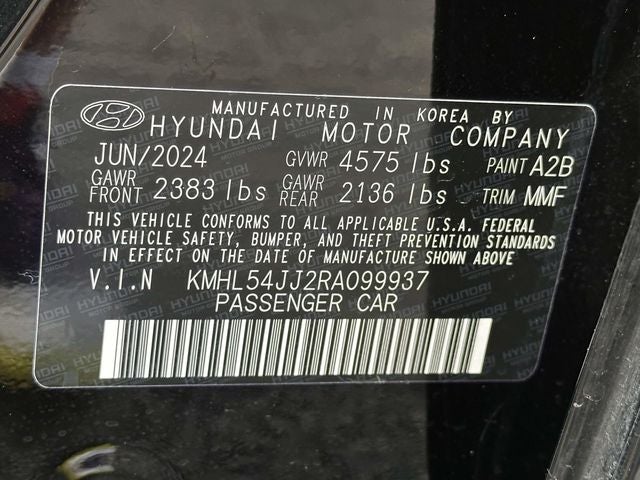 MANUFACTURED IN KOREA BY
HYUNDAI MOTOR COMPANY
JUN/2024 GVWR 4575 lbs PAINT A2B
GAWR FRONT 2383 lbs GAWR REAR 2136 lbs TRIM MMF
THIS VEHICLE CONFORMS TO ALL APPLICABLE U.S.A. FEDERAL
MOTOR VEHICLE SAFETY, BUMPER, AND THEFT PREVENTION STANDARDS
IN EFFECT ON THE DATE OF MANUFACTURE SHOWN ABOVE
V.I.N KMHL54JJ2RA099937
PASSENGER CAR